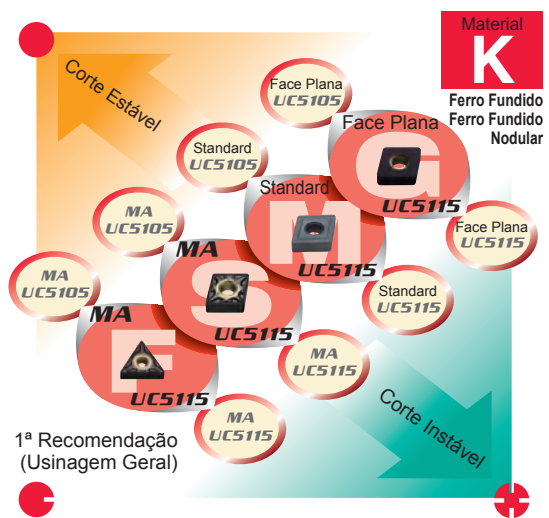 Material
K
Ferro Fundido
Ferro Fundido
Nodular
Corte Estável
Face Plana
UC5105
Face Plana
G
UC5115
Standard
UC5105
Standard
M
UC5115
Face Plana
UC5115
MA
UC5105
MA
S
UC5115
Standard
UC5115
MA
UC5105
MA
F
UC5115
MA
UC5115
MA
UC5115
Corte Instável
1ª Recomendação
(Usinagem Geral)